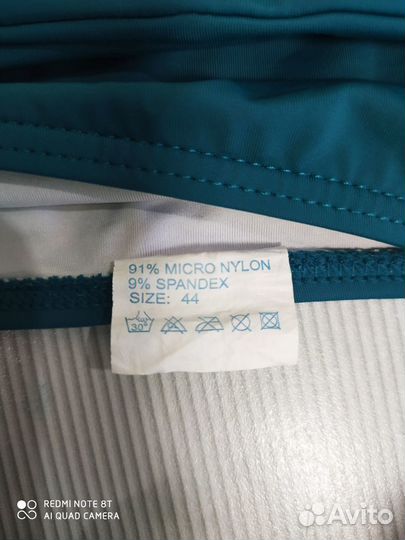 91% MICRO NYLON
9% SPANDEX
SIZE: 44
30°
REDMI NOTE 8T
AI QUAD CAMERA
Avito